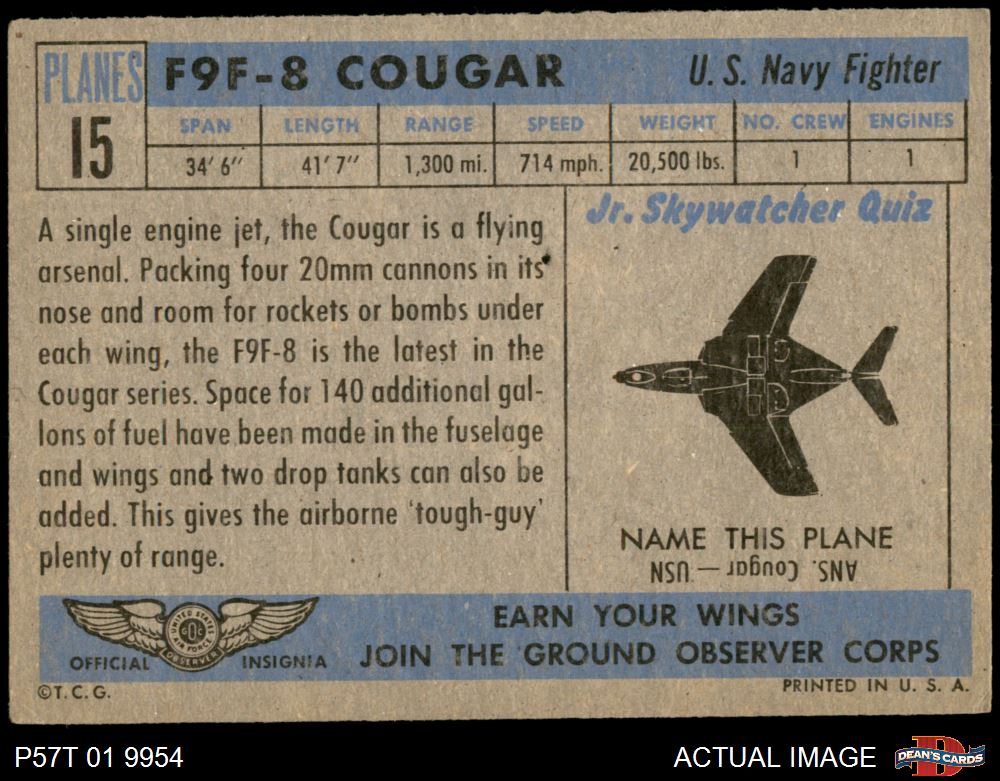 PLANES
15
F9F-8 COUGAR
U. S. Navy Fighter
SPAN LENGTH RANGE SPEED WEIGHT NO. CREW ENGINES
34' 6" 41' 7" 1,300 mi. 714 mph. 20,500 lbs. 1 1
A single engine jet, the Cougar is a flying
arsenal. Packing four 20mm cannons in its
nose and room for rockets or bombs under
each wing, the F9F-8 is the latest in the
Cougar series. Space for 140 additional gal-
lons of fuel have been made in the fuselage
and wings and two drop tanks can also be
added. This gives the airborne 'tough-guy'
plenty of range.
Jr. Skywatcher Quiz
NAME THIS PLANE
ANS. Cougar — USN
UNITED STATES
GOC
AIR FORCE
OBSERVER
OFFICIAL INSIGNIA
EARN YOUR WINGS
JOIN THE GROUND OBSERVER CORPS
©T. C. G.
PRINTED IN U. S. A.
P57T 01 9954
ACTUAL IMAGE
D
DEAN'S CARDS